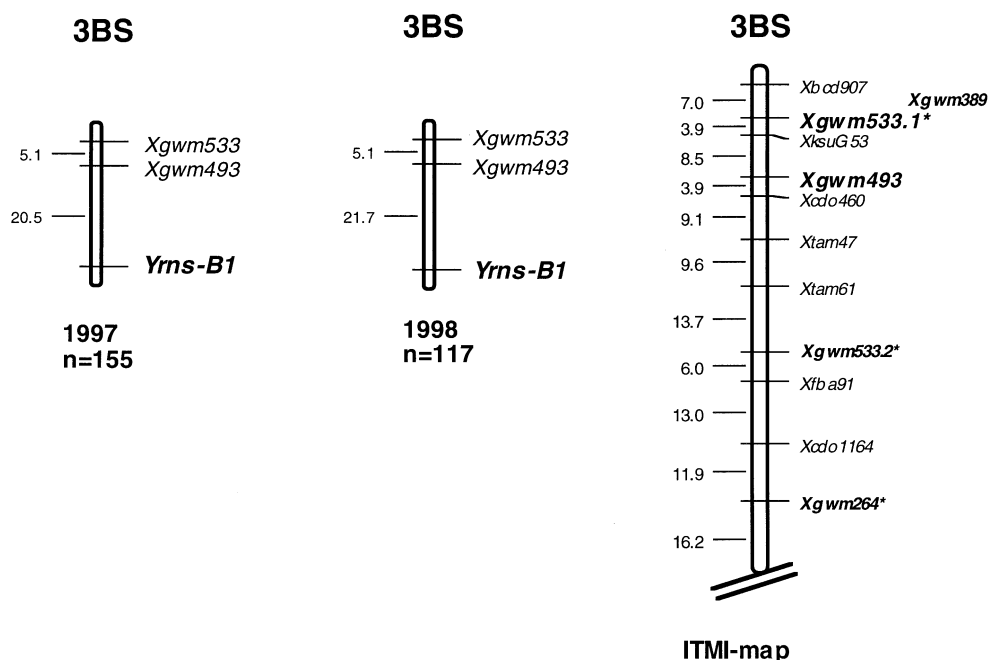 3BS
5.1
20.5
Xgwm533
Xgwm493
Yrns-B1
1997
n=155
3BS
5.1
21.7
Xgwm533
Xgwm493
Yrns-B1
1998
n=117
3BS
Xbcd907
7.0
Xgwm389
Xgwm533.1*
3.9
XksuG53
8.5
Xgwm493
3.9
Xcdo460
9.1
Xtam47
9.6
Xtam61
13.7
Xgwm533.2*
6.0
Xfba91
13.0
Xcdo1164
11.9
Xgwm264*
16.2
ITMI-map